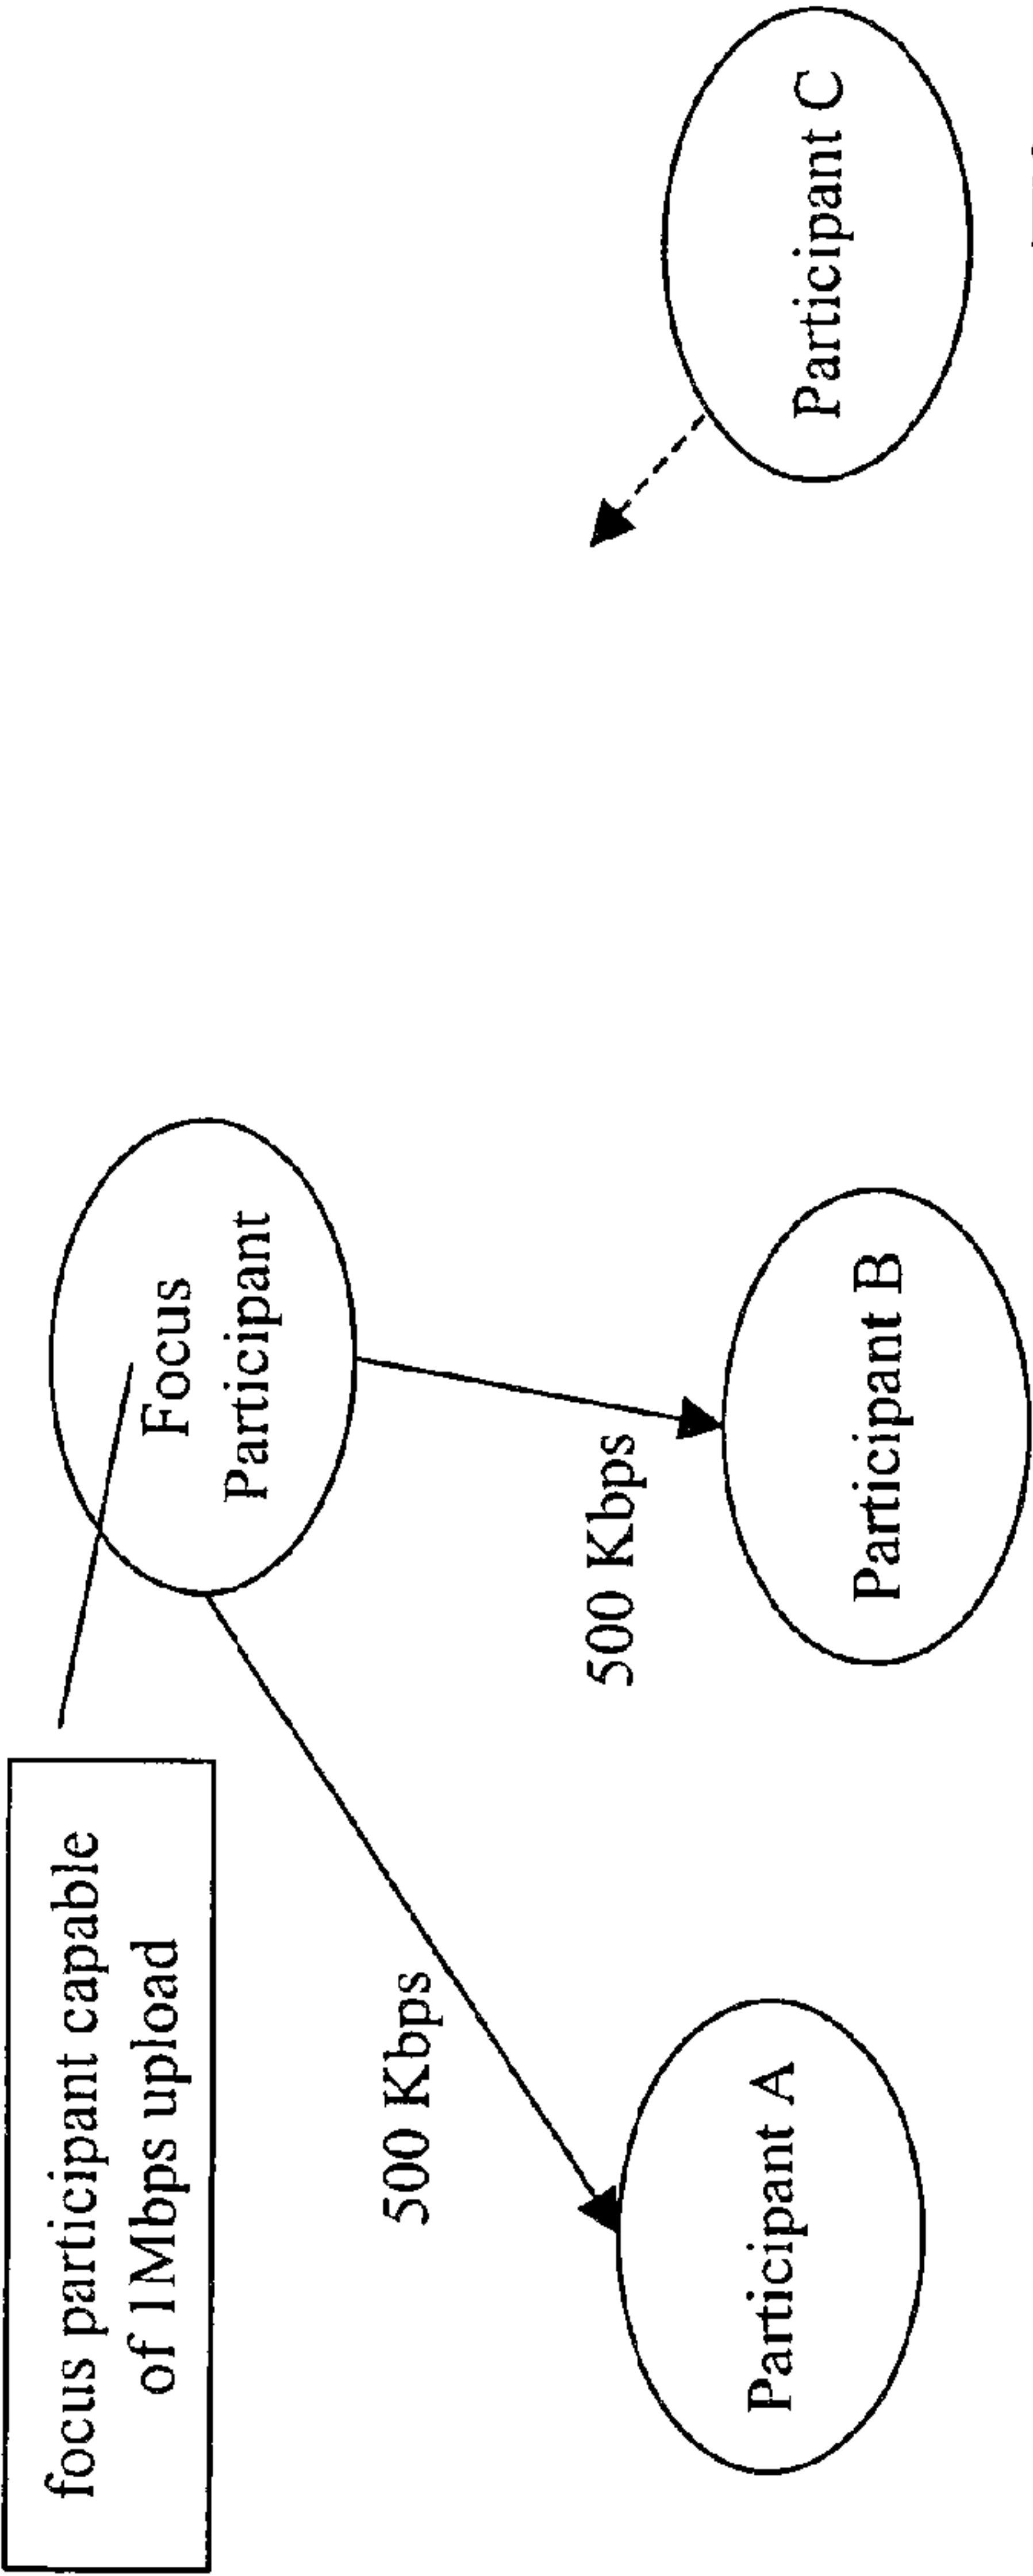 focus participant capable
of 1Mbps upload
Focus
Participant
500 Kbps
500 Kbps
Participant A
Participant B
Participant C